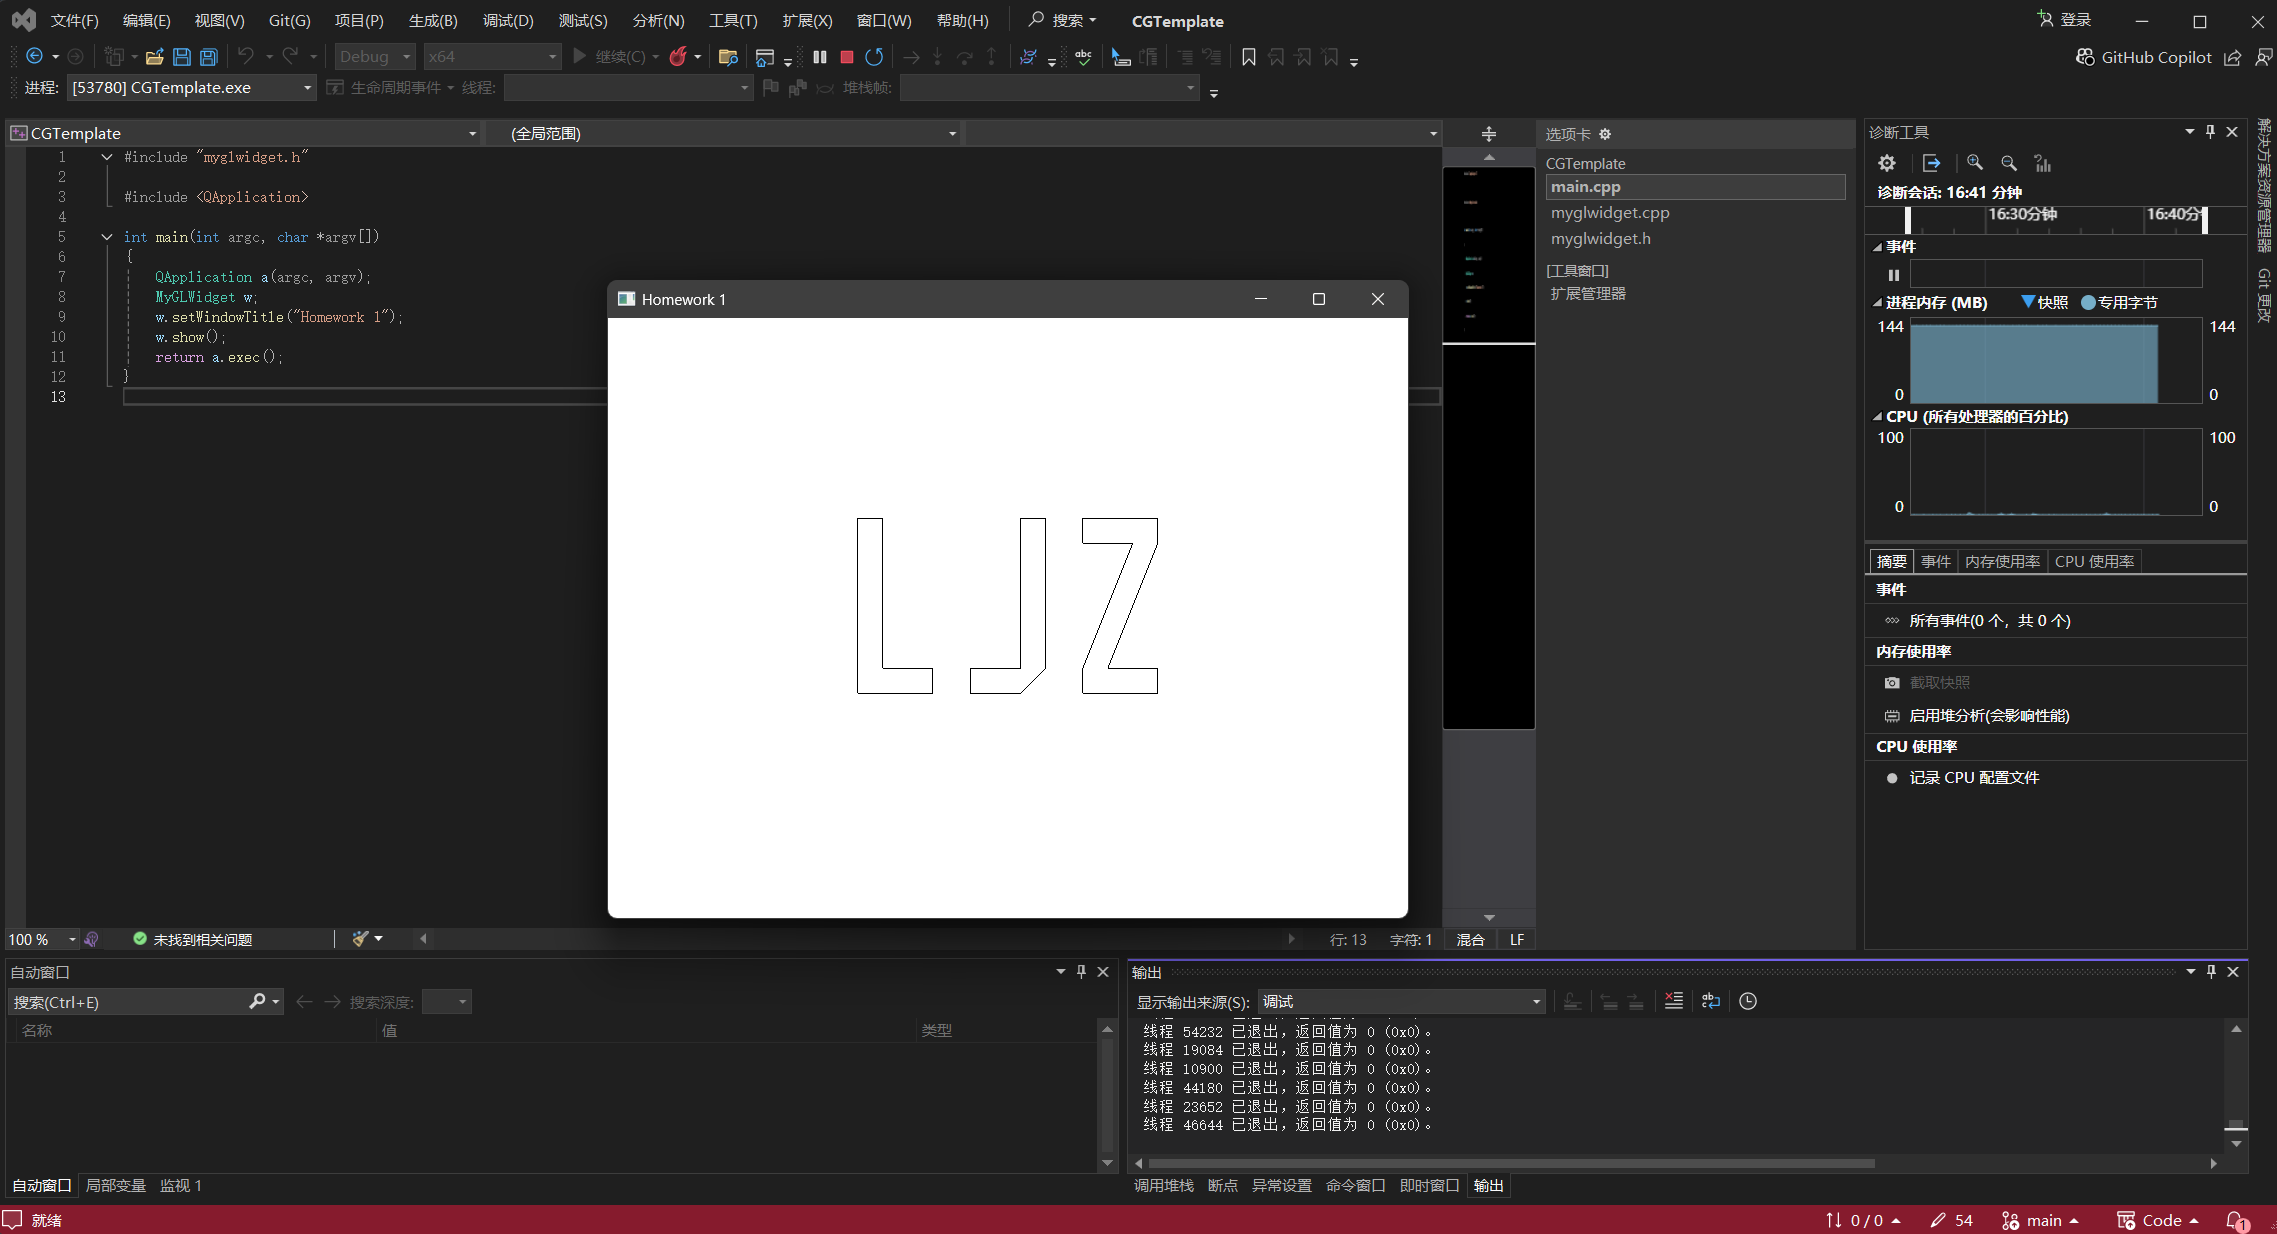 文件(F) 编辑(E) 视图(V) Git(G) 项目(P) 生成(B) 调试(D) 测试(S) 分析(N) 工具(T) 扩展(X) 窗口(W) 帮助(H) 搜索 CGTemplate 登录
Debug x64 继续(C) abc GitHub Copilot
进程: [53780] CGTemplate.exe 生命周期事件 线程: 堆栈帧:
CGTemplate (全局范围)
1 #include "myglwidget.h"
2
3 #include <QApplication>
4
5 int main(int argc, char *argv[])
6 {
7 QApplication a(argc, argv);
8 MyGLWidget w;
9 w.setWindowTitle("Homework 1");
10 w.show();
11 return a.exec();
12 }
13
Homework 1
LJZ
选项卡
CGTemplate
main.cpp
myglwidget.cpp
myglwidget.h
[工具窗口]
扩展管理器
诊断工具
诊断会话: 16:41 分钟
16:30分钟 16:40分
事件
进程内存 (MB) 快照 专用字节
144 144
0 0
CPU (所有处理器的百分比)
100 100
0 0
摘要 事件 内存使用率 CPU 使用率
事件
所有事件(0 个，共 0 个)
内存使用率
截取快照
启用堆分析(会影响性能)
CPU 使用率
记录 CPU 配置文件
解决方案资源管理器
Git 更改
100 % 未找到相关问题 行: 13 字符: 1 混合 LF
自动窗口
搜索(Ctrl+E) 搜索深度:
名称 值 类型
自动窗口 局部变量 监视 1
输出
显示输出来源(S): 调试
线程 54232 已退出，返回值为 0 (0x0)。
线程 19084 已退出，返回值为 0 (0x0)。
线程 10900 已退出，返回值为 0 (0x0)。
线程 44180 已退出，返回值为 0 (0x0)。
线程 23652 已退出，返回值为 0 (0x0)。
线程 46644 已退出，返回值为 0 (0x0)。
调用堆栈 断点 异常设置 命令窗口 即时窗口 输出
就绪 0 / 0 54 main Code 1